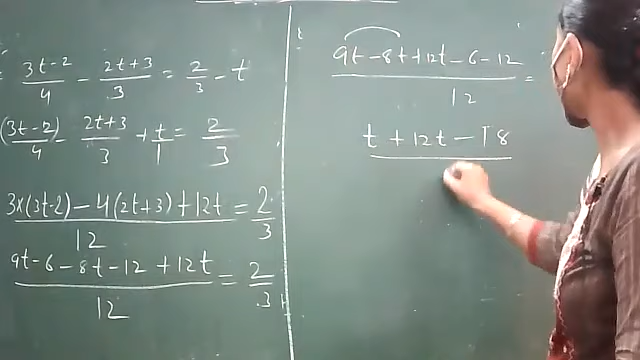 = (3t-2)/4 - (2t+3)/3 = 2/3 - t
(3t-2)/4 - (2t+3)/3 + t/1 = 2/3
(3×(3t-2) - 4(2t+3) + 12t)/12 = 2/3
(9t-6-8t-12+12t)/12 = 2/3
(9t-8t+12t-6-12)/12 =
t+12t-18